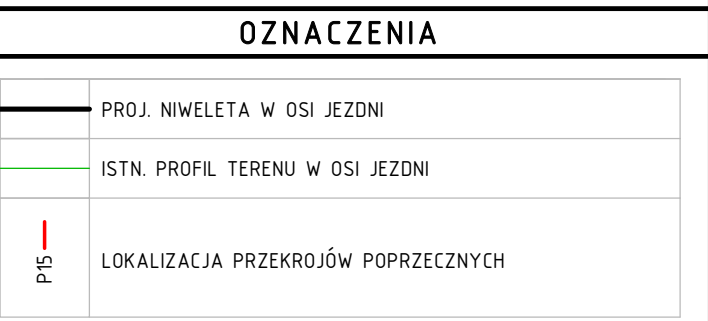 OZNACZENIA
PROJ. NIWELETA W OSI JEZDNI
ISTN. PROFIL TERENU W OSI JEZDNI
P15
LOKALIZACJA PRZEKROJÓW POPRZECZNYCH